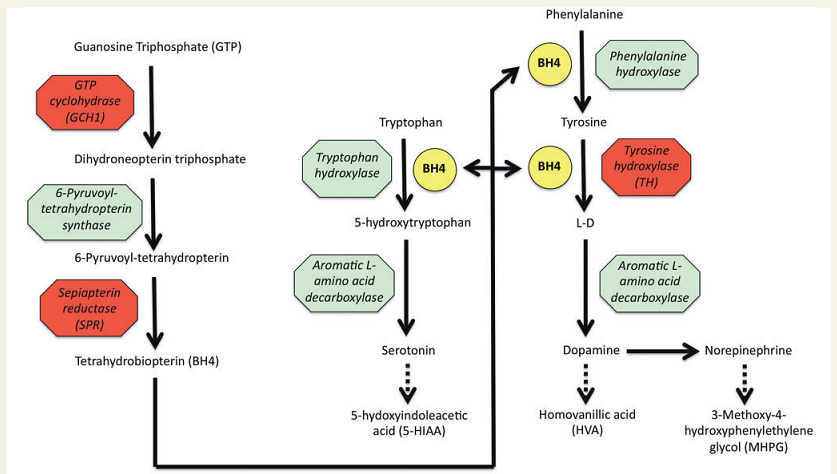 Guanosine Triphosphate (GTP)
GTP
cyclohydrase
(GCH1)
Dihydroneopterin triphosphate
6-Pyruvoyl-
tetrahydropterin
synthase
6-Pyruvoyl-tetrahydropterin
Sepiapterin
reductase
(SPR)
Tetrahydrobiopterin (BH4)
Tryptophan
Tryptophan
hydroxylase
BH4
5-hydroxytryptophan
Aromatic L-
amino acid
decarboxylase
Serotonin
5-hydoxyindoleacetic
acid (5-HIAA)
Phenylalanine
BH4
Phenylalanine
hydroxylase
Tyrosine
BH4
Tyrosine
hydroxylase
(TH)
L-D
Aromatic L-
amino acid
decarboxylase
Dopamine
Norepinephrine
Homovanillic acid
(HVA)
3-Methoxy-4-
hydroxyphenylethylene
glycol (MHPG)